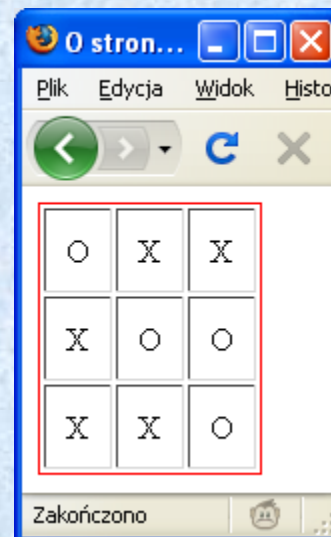 O stron...
Plik Edycja Widok Histo
O X X
X O O
X X O
Zakończono